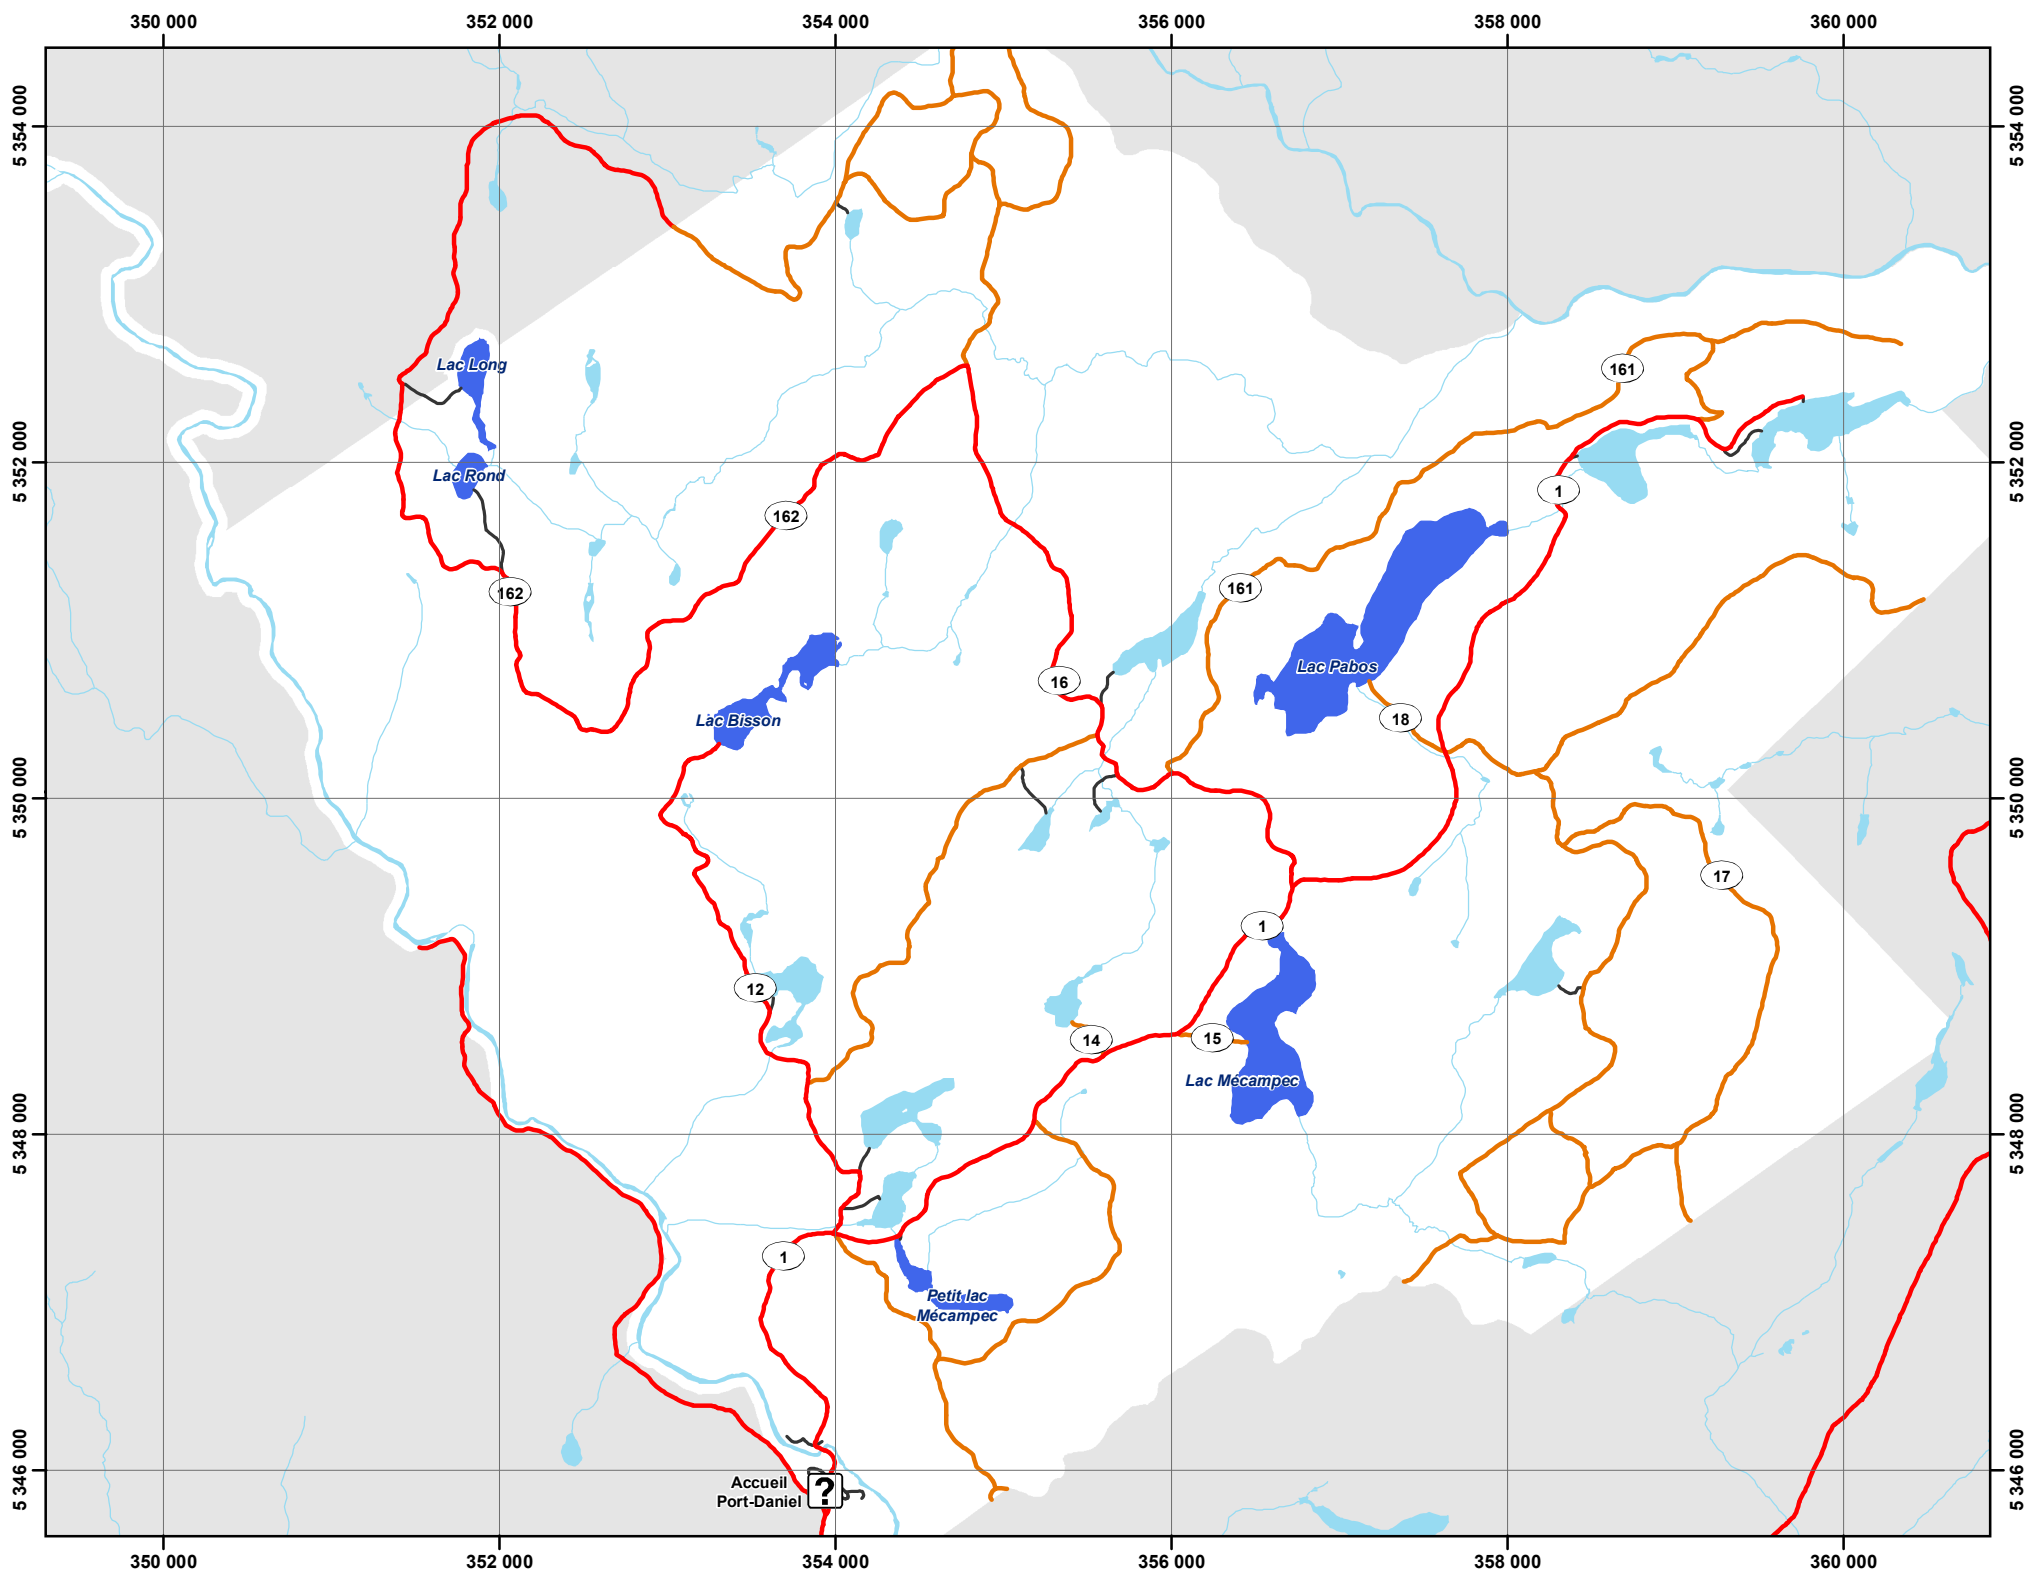 350 000 352 000 354 000 356 000 358 000 360 000
5 354 000 5 354 000
161
Lac Long
5 352 000 5 352 000
Lac Rond
1
162
161
162
Lac Pabos
16
18
Lac Bisson
5 350 000 5 350 000
17
1
12
14
15
Lac Mécampec
5 348 000 5 348 000
1
Petit lac
Mécampec
5 346 000 5 346 000
Accueil
Port-Daniel
?
350 000 352 000 354 000 356 000 358 000 360 000